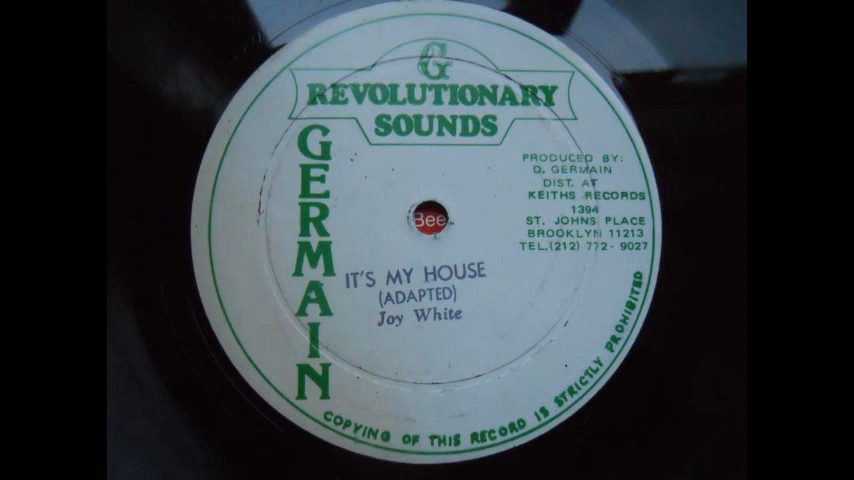 G
REVOLUTIONARY
SOUNDS
GERMAIN
PRODUCED BY:
D. GERMAIN
DIST. AT
KEITHS RECORDS
1394
ST. JOHNS PLACE
BROOKLYN 11213
TEL.(212) 772-9027
Bee
IT'S MY HOUSE
(ADAPTED)
Joy White
COPYING OF THIS RECORD IS STRICTLY PROHIBITED